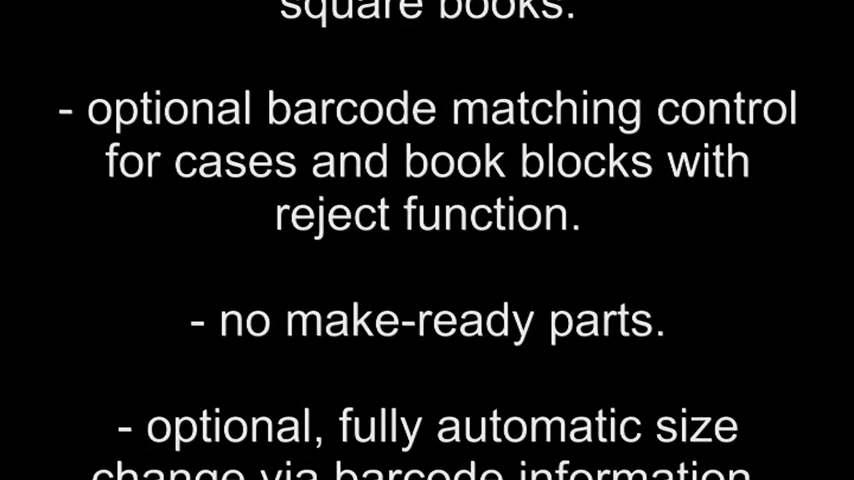 square books.
- optional barcode matching control
for cases and book blocks with
reject function.
- no make-ready parts.
- optional, fully automatic size
change via barcode information